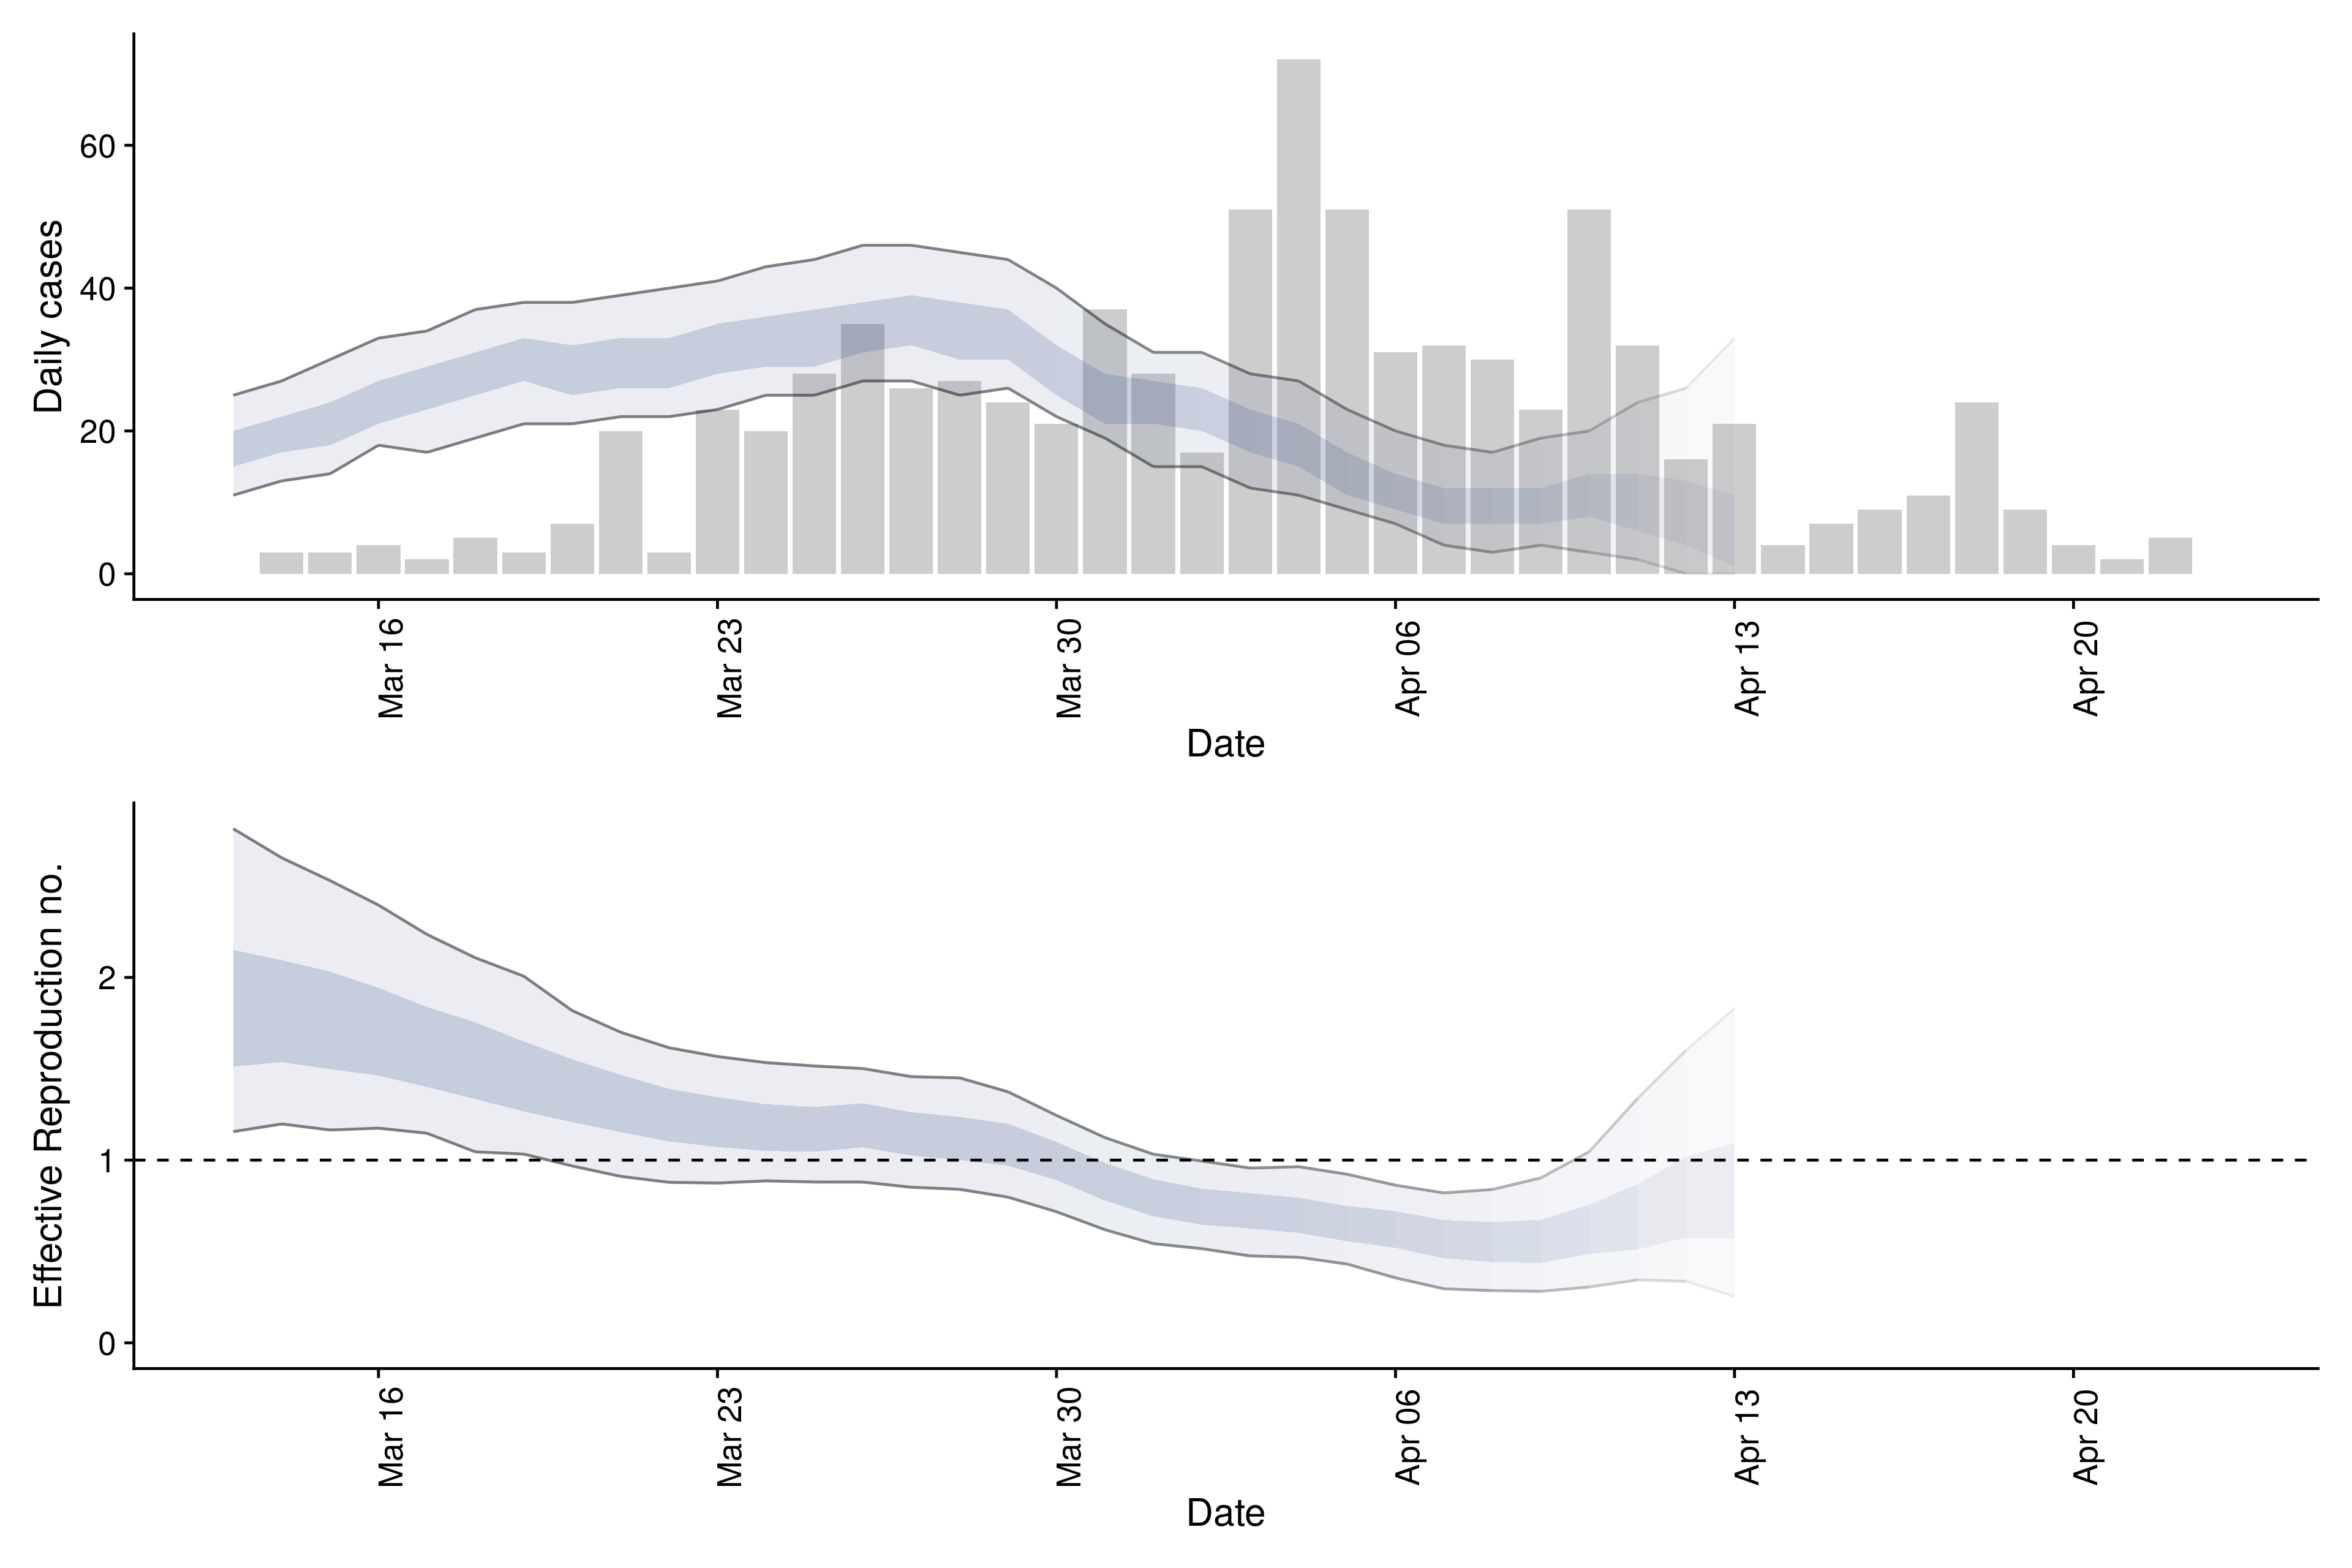 Daily cases
60
40
20
0
Mar 16
Mar 23
Mar 30
Apr 06
Apr 13
Apr 20
Date
Effective Reproduction no.
2
1
0
Mar 16
Mar 23
Mar 30
Apr 06
Apr 13
Apr 20
Date